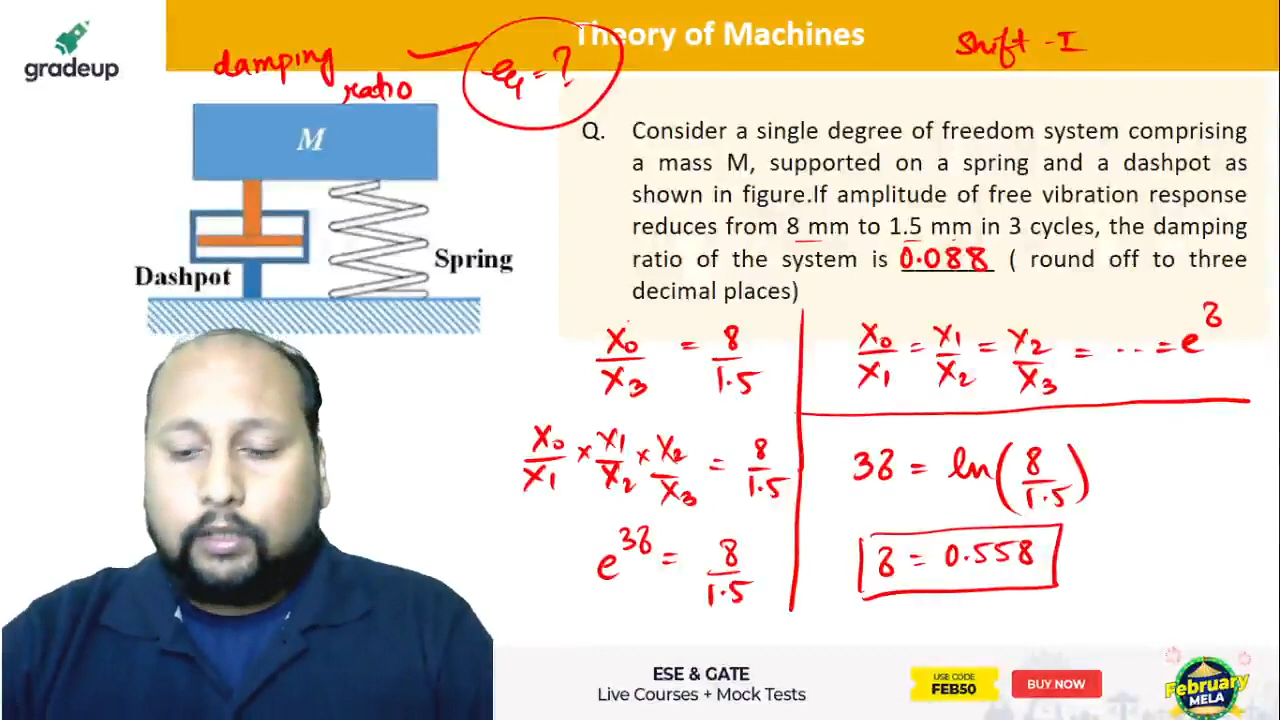 Theory of Machines
Shift - I
gradeup
damping
ratio
= ?
M
Dashpot
Spring
Q. Consider a single degree of freedom system comprising
a mass M, supported on a spring and a dashpot as
shown in figure.If amplitude of free vibration response
reduces from 8 mm to 1.5 mm in 3 cycles, the damping
ratio of the system is 0.088 ( round off to three
decimal places)
X₀/X₃ = 8/1.5
X₀/X₁ × X₁/X₂ × X₂/X₃ = 8/1.5
e^3δ = 8/1.5
X₀/X₁ = X₁/X₂ = X₂/X₃ = ... = e^δ
3δ = ln(8/1.5)
δ = 0.558
ESE & GATE
Live Courses + Mock Tests
USE CODE
FEB50
BUY NOW
February
MELA